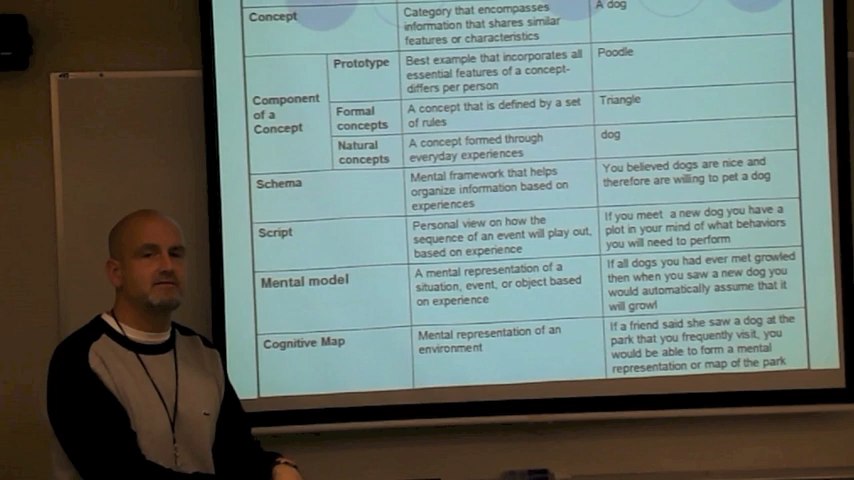 Concept
Category that encompasses
information that shares similar
features or characteristics
A dog
Component
of a
Concept
Prototype
Best example that incorporates all
essential features of a concept-
differs per person
Poodle
Formal
concepts
A concept that is defined by a set
of rules
Triangle
Natural
concepts
A concept formed through
everyday experiences
dog
Schema
Mental framework that helps
organize information based on
experiences
You believed dogs are nice and
therefore are willing to pet a dog
Script
Personal view on how the
sequence of an event will play out,
based on experience
If you meet a new dog you have a
plot in your mind of what behaviors
you will need to perform
Mental model
A mental representation of a
situation, event, or object based
on experience
If all dogs you had ever met growled
then when you saw a new dog you
would automatically assume that it
will growl
Cognitive Map
Mental representation of an
environment
If a friend said she saw a dog at the
park that you frequently visit, you
would be able to form a mental
representation or map of the park